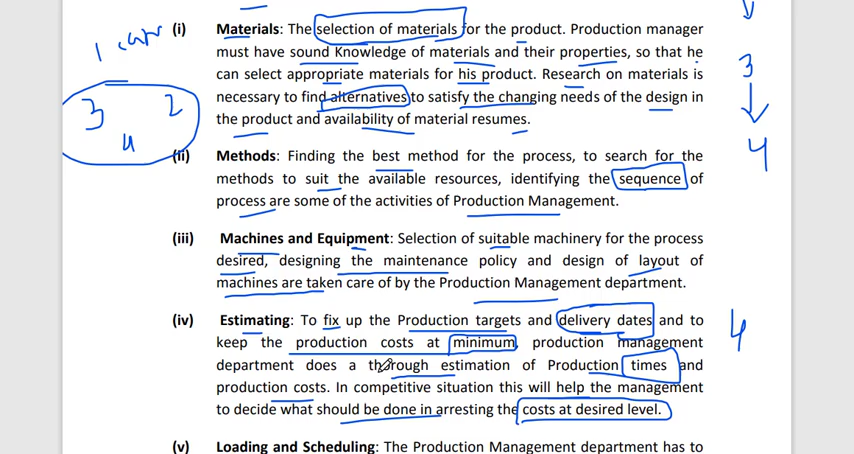 (i) Materials: The selection of materials for the product. Production manager
must have sound Knowledge of materials and their properties, so that he
can select appropriate materials for his product. Research on materials is
necessary to find alternatives to satisfy the changing needs of the design in
the product and availability of material resumes.
1
3 2
4
3
4
(ii) Methods: Finding the best method for the process, to search for the
methods to suit the available resources, identifying the sequence of
process are some of the activities of Production Management.
(iii) Machines and Equipment: Selection of suitable machinery for the process
desired, designing the maintenance policy and design of layout of
machines are taken care of by the Production Management department.
(iv) Estimating: To fix up the Production targets and delivery dates and to
keep the production costs at minimum, production management
department does a thorough estimation of Production times and
production costs. In competitive situation this will help the management
to decide what should be done in arresting the costs at desired level.
4
(v) Loading and Scheduling: The Production Management department has to